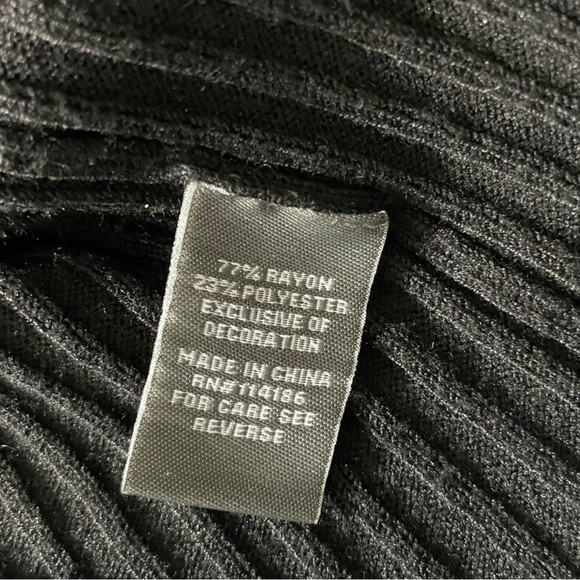 77% RAYON
23% POLYESTER
EXCLUSIVE OF
DECORATION
MADE IN CHINA
RN#114186
FOR CARE SEE
REVERSE